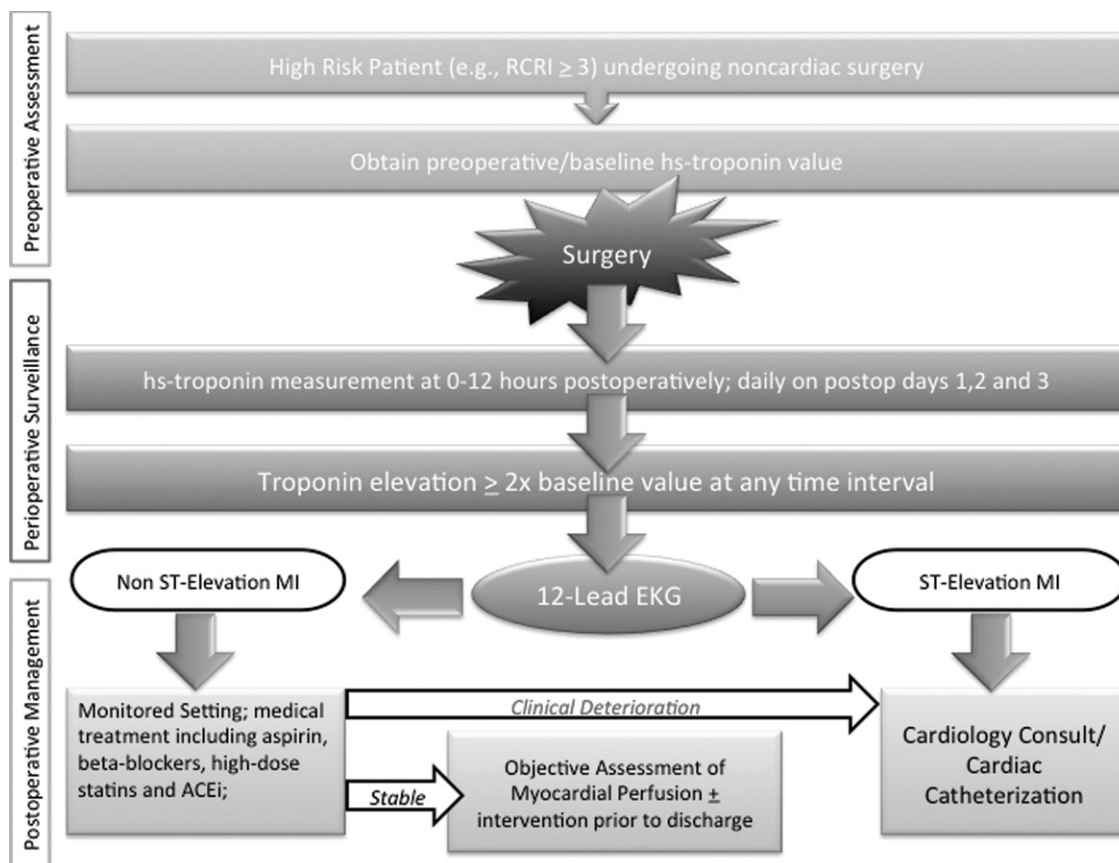 Preoperative Assessment
High Risk Patient (e.g., RCRI ≥ 3) undergoing noncardiac surgery
Obtain preoperative/baseline hs-troponin value
Surgery
Perioperative Surveillance
hs-troponin measurement at 0-12 hours postoperatively; daily on postop days 1,2 and 3
Troponin elevation ≥ 2x baseline value at any time interval
Postoperative Management
Non ST-Elevation MI
12-Lead EKG
ST-Elevation MI
Monitored Setting; medical
treatment including aspirin,
beta-blockers, high-dose
statins and ACEi;
Clinical Deterioration
Stable
Objective Assessment of
Myocardial Perfusion ±
intervention prior to discharge
Cardiology Consult/
Cardiac
Catheterization